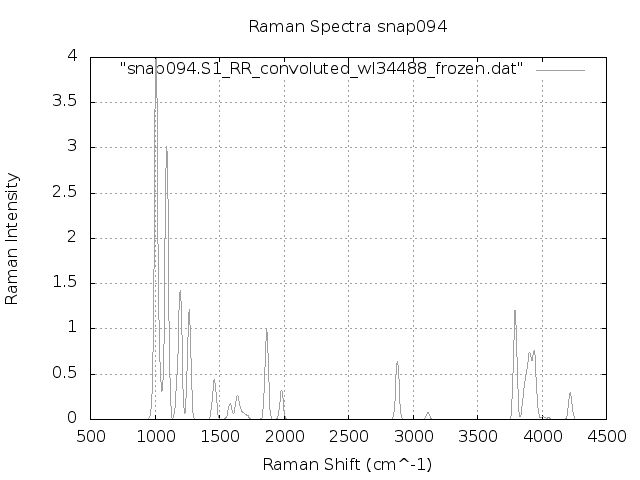 Raman Spectra snap094
"snap094.S1_RR_convoluted_wl34488_frozen.dat"
4
3.5
3
2.5
2
1.5
1
0.5
0
Raman Intensity
500 1000 1500 2000 2500 3000 3500 4000 4500
Raman Shift (cm^-1)